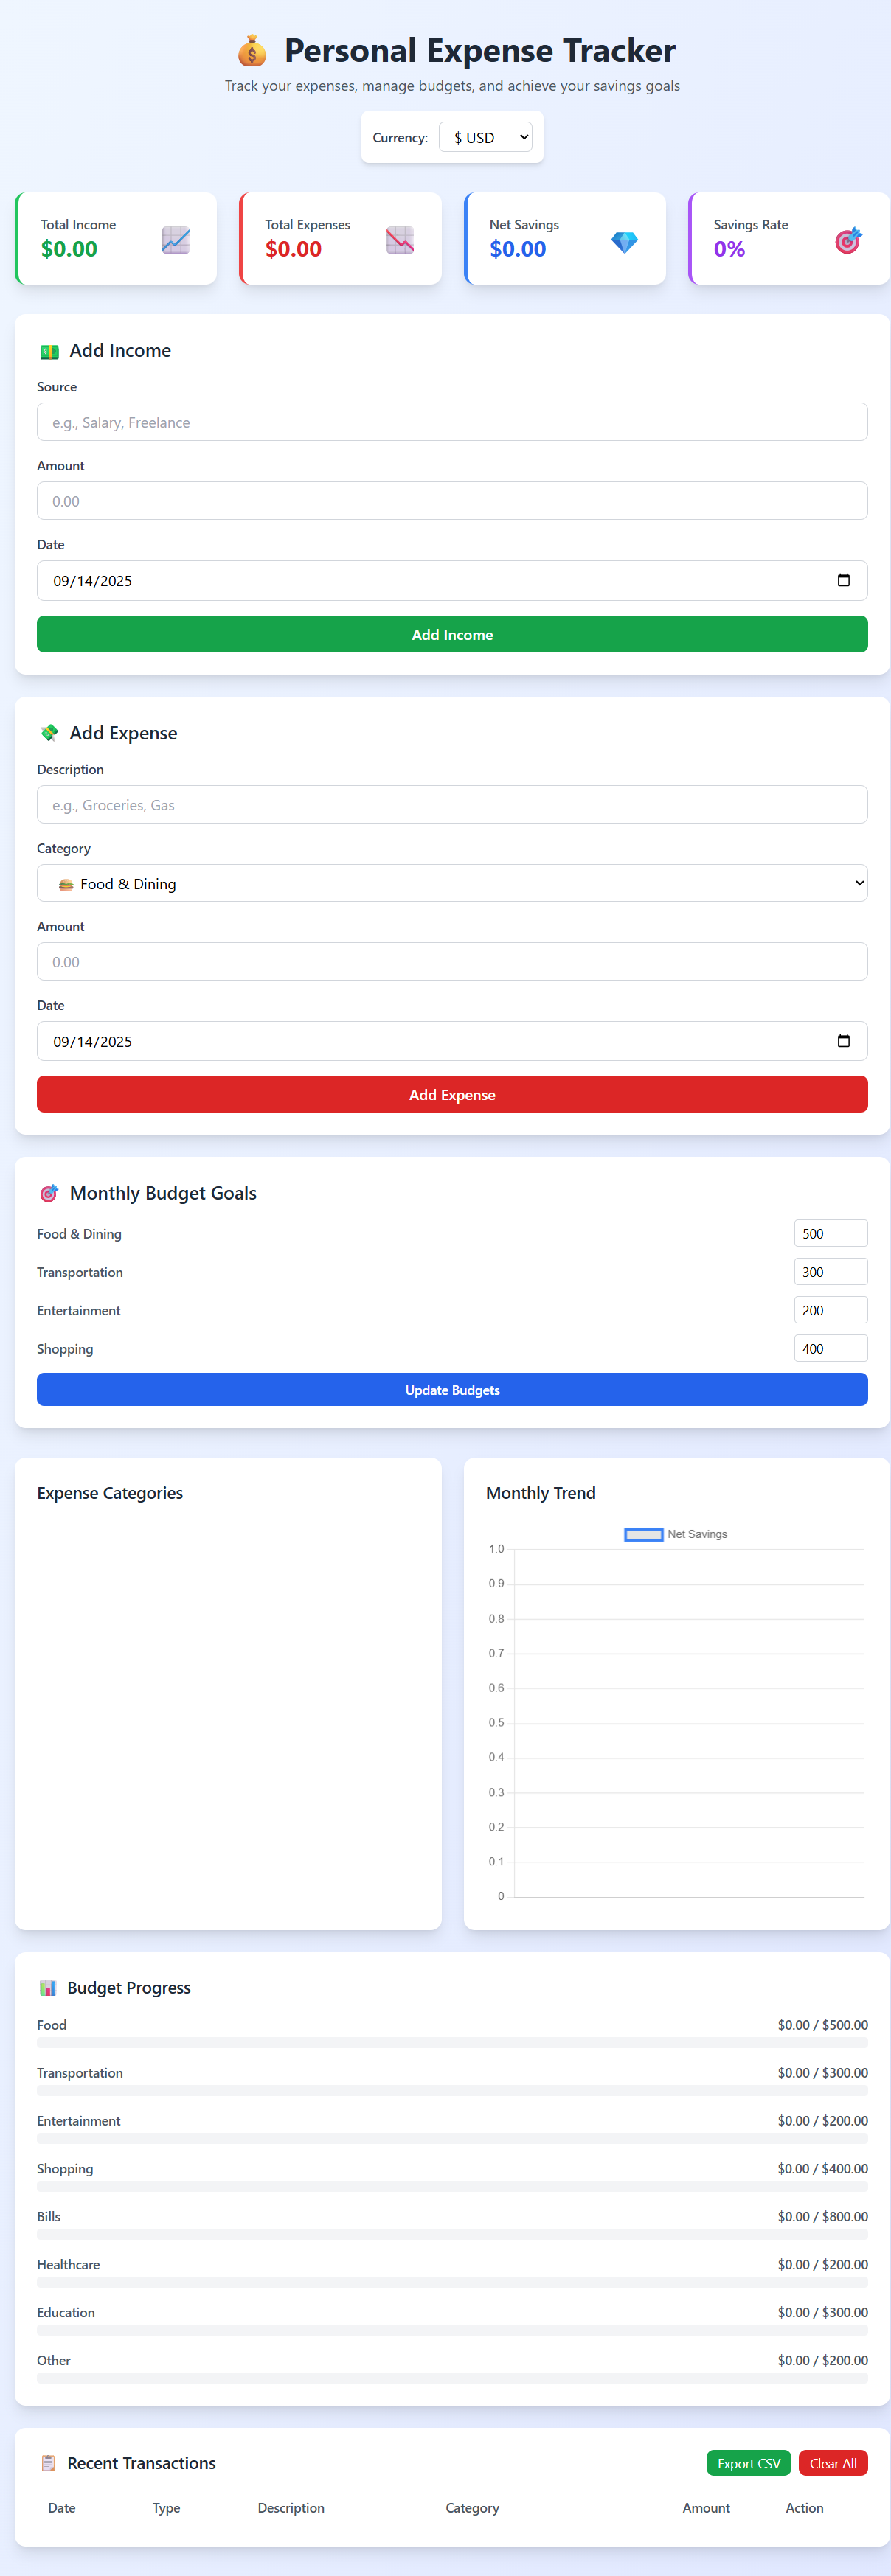 Personal Expense Tracker
Track your expenses, manage budgets, and achieve your savings goals
Currency: $ USD
Total Income
$0.00
Total Expenses
$0.00
Net Savings
$0.00
Savings Rate
0%
Add Income
Source
e.g., Salary, Freelance
Amount
0.00
Date
09/14/2025
Add Income
Add Expense
Description
e.g., Groceries, Gas
Category
Food & Dining
Amount
0.00
Date
09/14/2025
Add Expense
Monthly Budget Goals
Food & Dining 500
Transportation 300
Entertainment 200
Shopping 400
Update Budgets
Expense Categories
Monthly Trend
Net Savings
1.0
0.9
0.8
0.7
0.6
0.5
0.4
0.3
0.2
0.1
0
Budget Progress
Food $0.00 / $500.00
Transportation $0.00 / $300.00
Entertainment $0.00 / $200.00
Shopping $0.00 / $400.00
Bills $0.00 / $800.00
Healthcare $0.00 / $200.00
Education $0.00 / $300.00
Other $0.00 / $200.00
Recent Transactions Export CSV Clear All
Date Type Description Category Amount Action